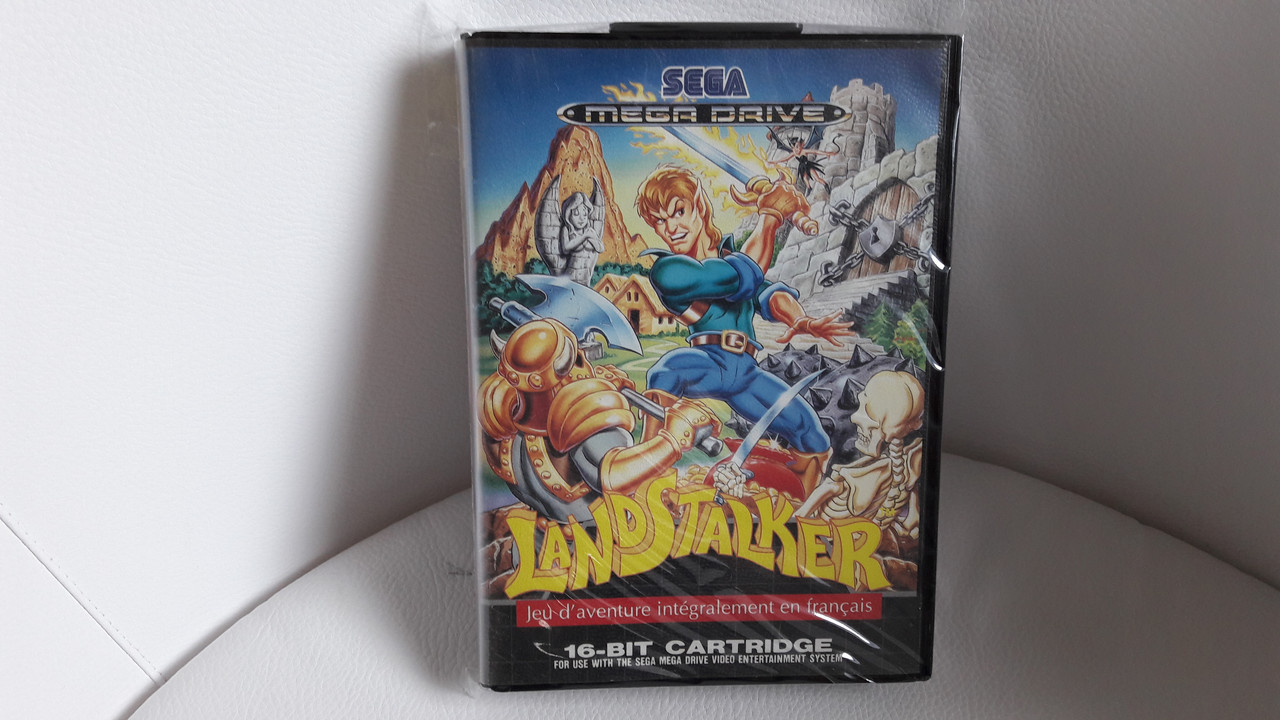 SEGA
MEGA DRIVE
LANDSTALKER
Jeu d'aventure intégralement en français
16-BIT CARTRIDGE
FOR USE WITH THE SEGA MEGA DRIVE VIDEO ENTERTAINMENT SYSTEM